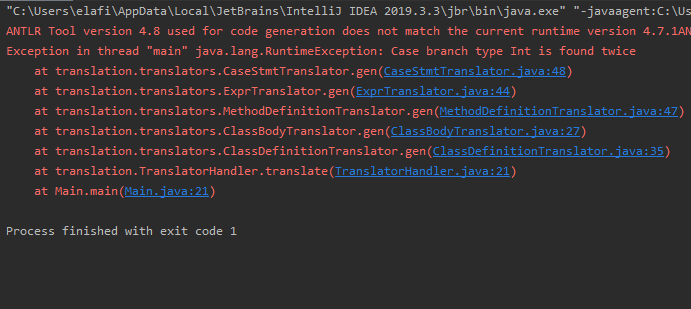 "C:\Users\elafi\AppData\Local\JetBrains\IntelliJ IDEA 2019.3.3\jbr\bin\java.exe" "-javaagent:C:\Us
ANTLR Tool version 4.8 used for code generation does not match the current runtime version 4.7.1AN
Exception in thread "main" java.lang.RuntimeException: Case branch type Int is found twice
at translation.translators.CaseStmtTranslator.gen(CaseStmtTranslator.java:48)
at translation.translators.ExprTranslator.gen(ExprTranslator.java:44)
at translation.translators.MethodDefinitionTranslator.gen(MethodDefinitionTranslator.java:47)
at translation.translators.ClassBodyTranslator.gen(ClassBodyTranslator.java:27)
at translation.translators.ClassDefinitionTranslator.gen(ClassDefinitionTranslator.java:35)
at translation.TranslatorHandler.translate(TranslatorHandler.java:21)
at Main.main(Main.java:21)
Process finished with exit code 1